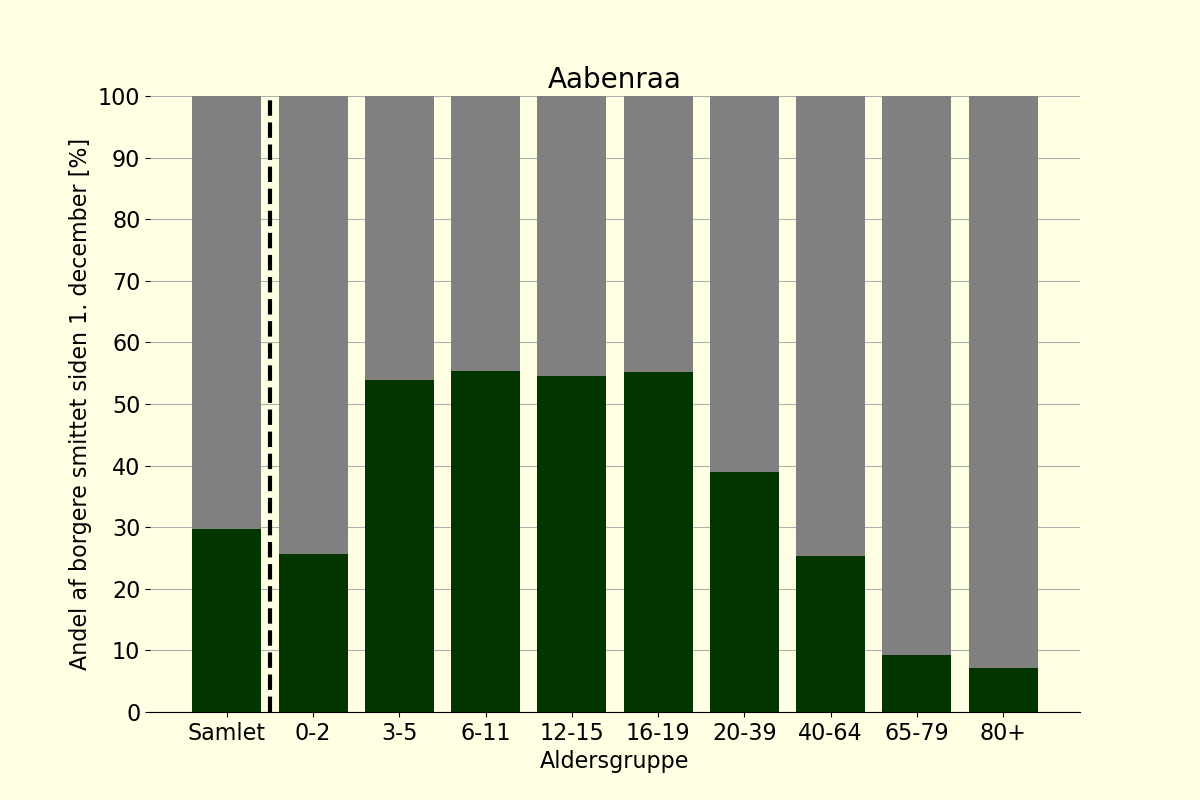 Aabenraa
Andel af borgere smittet siden 1. december [%]
100
90
80
70
60
50
40
30
20
10
0
Samlet 0-2 3-5 6-11 12-15 16-19 20-39 40-64 65-79 80+
Aldersgruppe